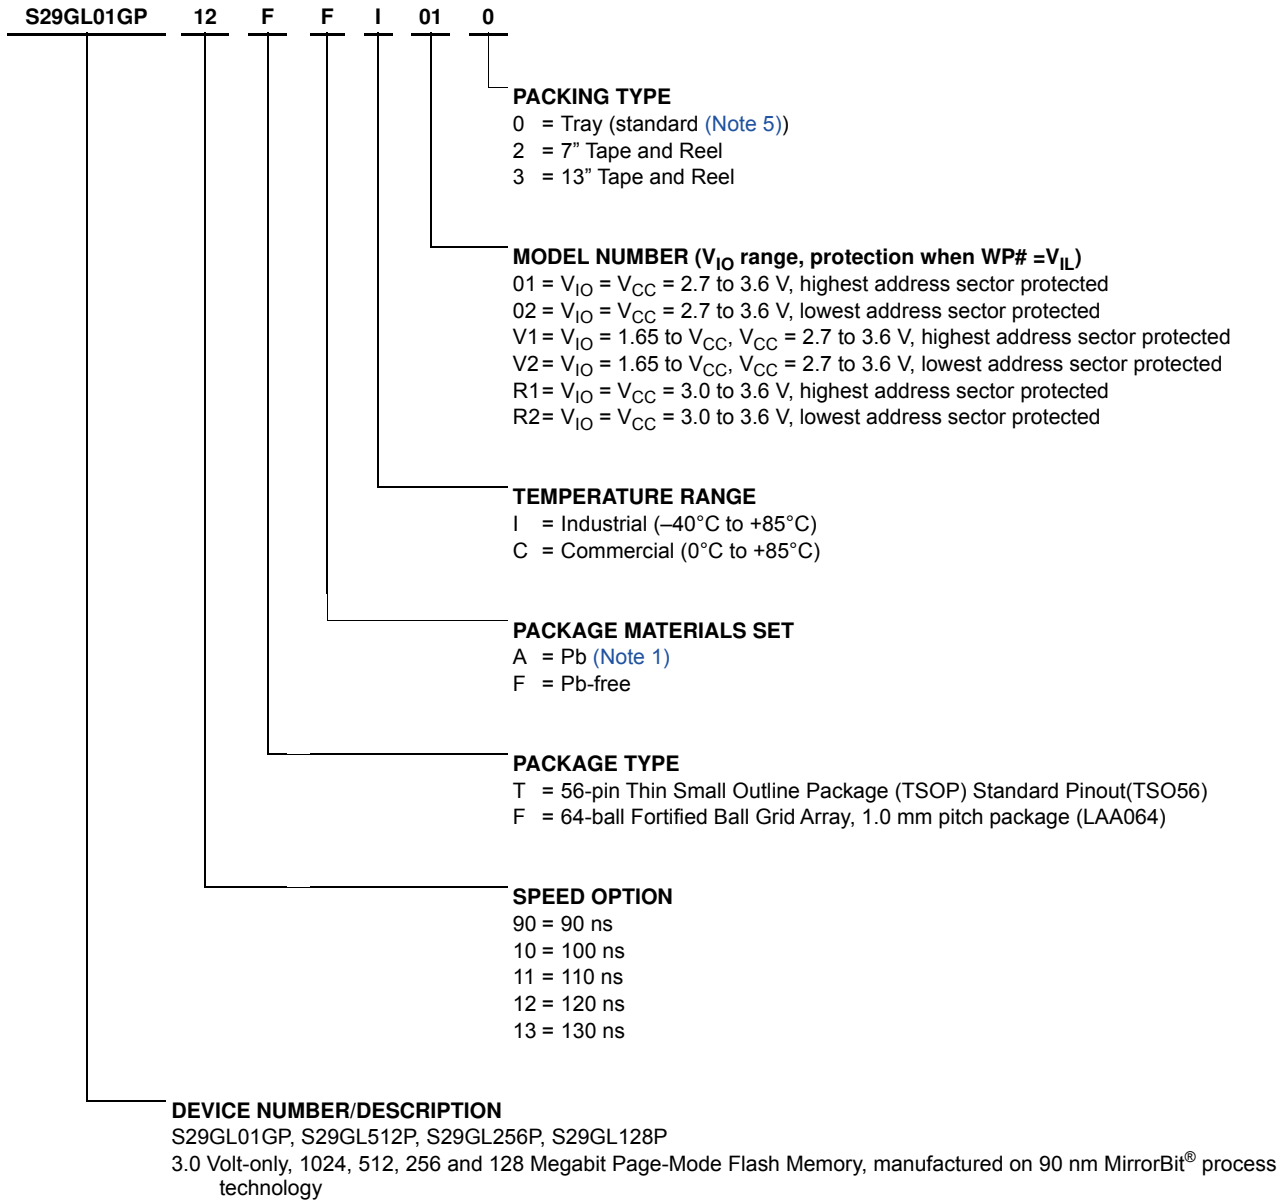 S29GL01GP 12 F F I 01 0
PACKING TYPE
0 = Tray (standard (Note 5))
2 = 7” Tape and Reel
3 = 13” Tape and Reel
MODEL NUMBER (VIO range, protection when WP# =VIL)
01 = VIO = VCC = 2.7 to 3.6 V, highest address sector protected
02 = VIO = VCC = 2.7 to 3.6 V, lowest address sector protected
V1 = VIO = 1.65 to VCC, VCC = 2.7 to 3.6 V, highest address sector protected
V2 = VIO = 1.65 to VCC, VCC = 2.7 to 3.6 V, lowest address sector protected
R1 = VIO = VCC = 3.0 to 3.6 V, highest address sector protected
R2= VIO = VCC = 3.0 to 3.6 V, lowest address sector protected
TEMPERATURE RANGE
I = Industrial (–40°C to +85°C)
C = Commercial (0°C to +85°C)
PACKAGE MATERIALS SET
A = Pb (Note 1)
F = Pb-free
PACKAGE TYPE
T = 56-pin Thin Small Outline Package (TSOP) Standard Pinout(TSO56)
F = 64-ball Fortified Ball Grid Array, 1.0 mm pitch package (LAA064)
SPEED OPTION
90 = 90 ns
10 = 100 ns
11 = 110 ns
12 = 120 ns
13 = 130 ns
DEVICE NUMBER/DESCRIPTION
S29GL01GP, S29GL512P, S29GL256P, S29GL128P
3.0 Volt-only, 1024, 512, 256 and 128 Megabit Page-Mode Flash Memory, manufactured on 90 nm MirrorBit® process
technology